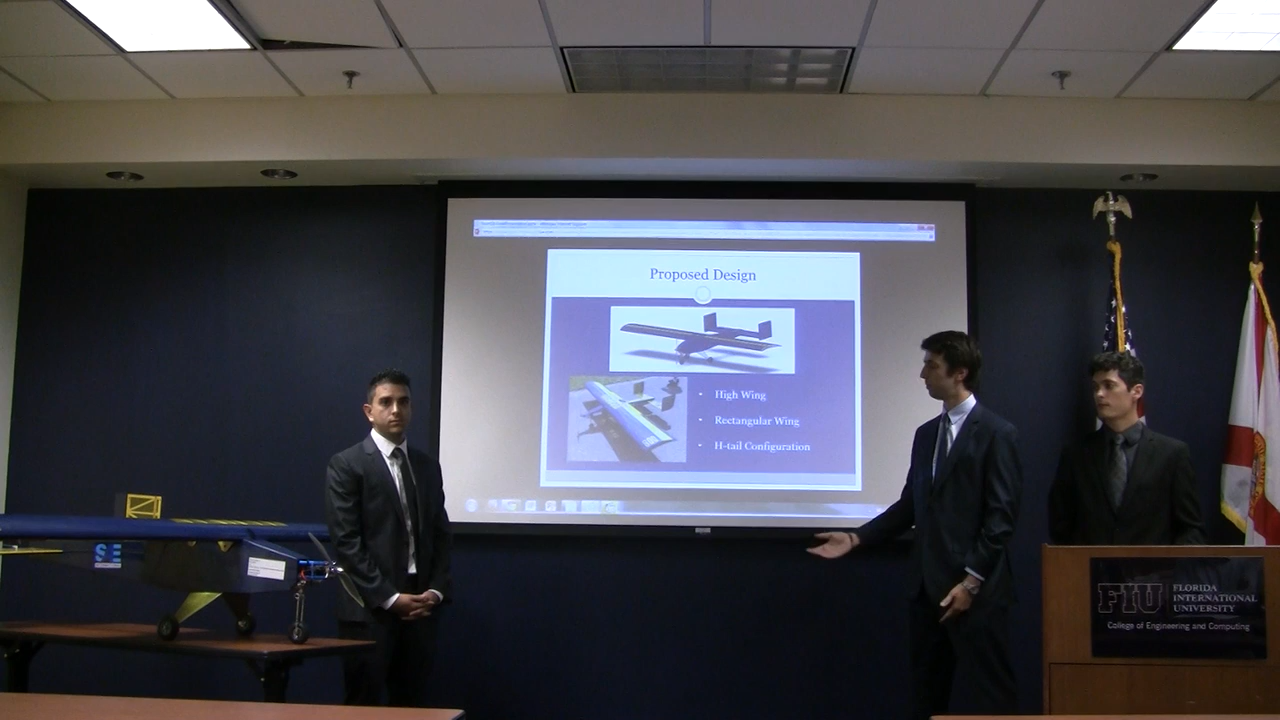 Proposed Design
• High Wing
• Rectangular Wing
• H-tail Configuration
FIU
FLORIDA
INTERNATIONAL
UNIVERSITY
College of Engineering and Computing